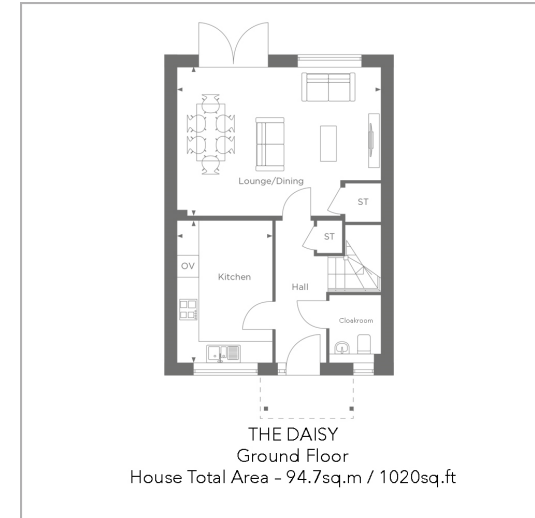 Lounge/Dining
ST
ST
OV
Kitchen
Hall
Cloakroom
THE DAISY
Ground Floor
House Total Area - 94.7sq.m / 1020sq.ft